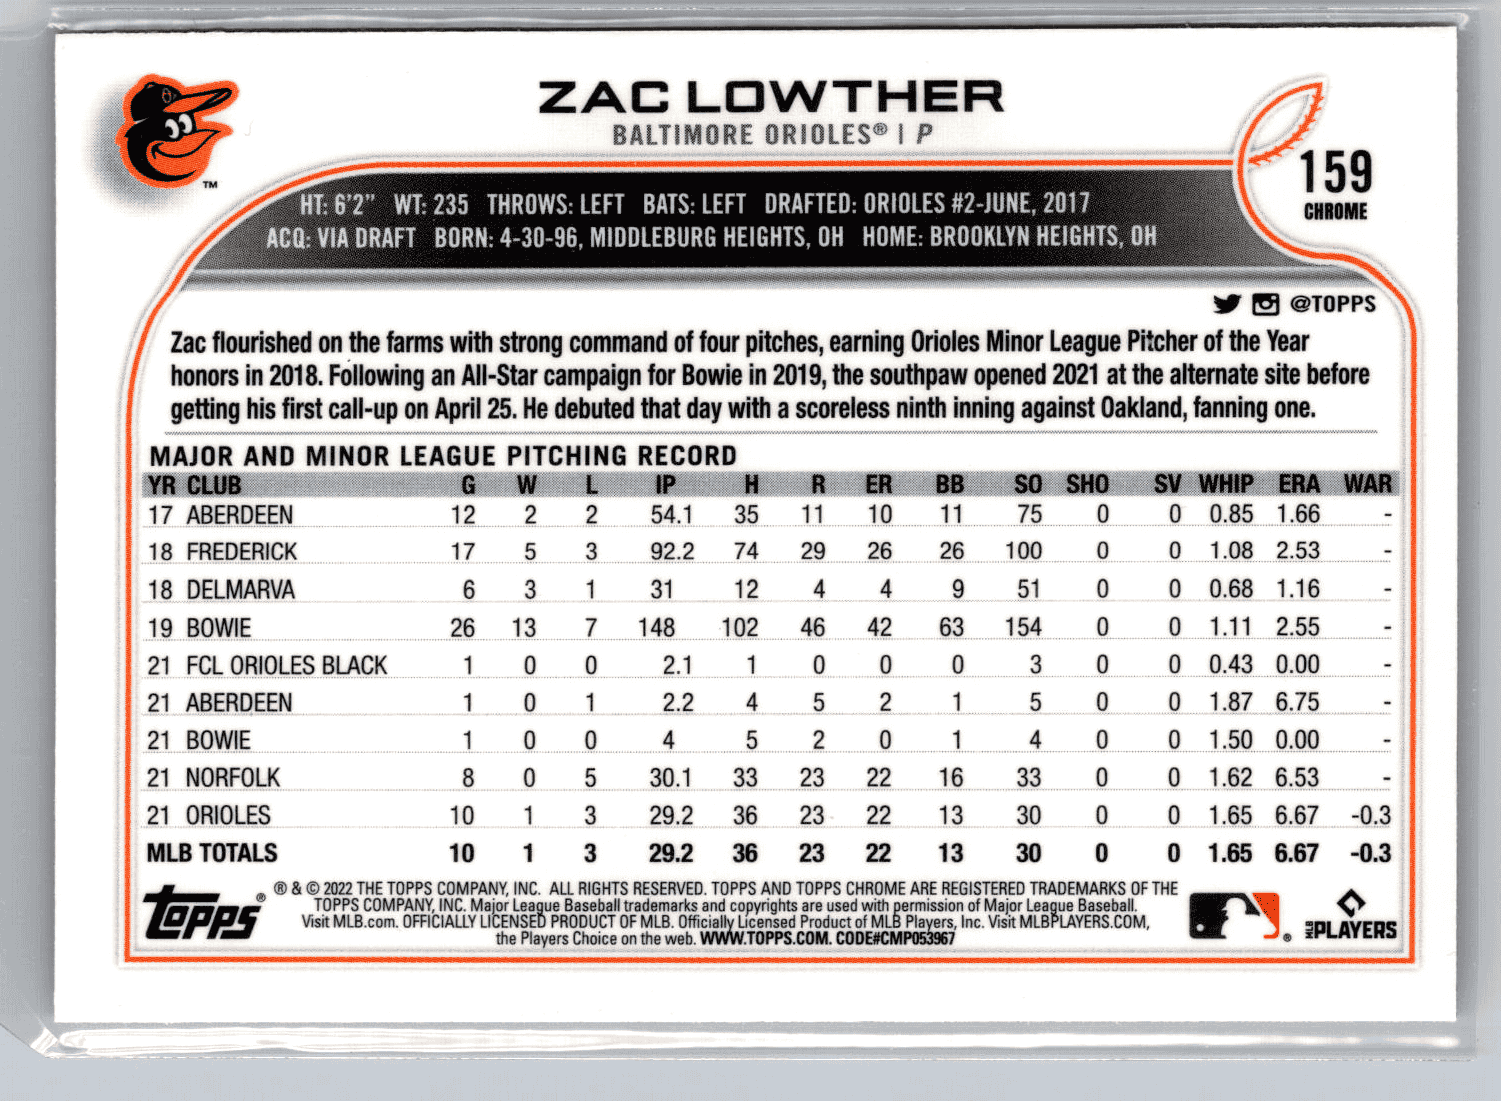 ZAC LOWTHER
BALTIMORE ORIOLES® | P
™
159
CHROME
HT: 6'2" WT: 235 THROWS: LEFT BATS: LEFT DRAFTED: ORIOLES #2-JUNE, 2017
ACQ: VIA DRAFT BORN: 4-30-96, MIDDLEBURG HEIGHTS, OH HOME: BROOKLYN HEIGHTS, OH
@TOPPS
Zac flourished on the farms with strong command of four pitches, earning Orioles Minor League Pitcher of the Year
honors in 2018. Following an All-Star campaign for Bowie in 2019, the southpaw opened 2021 at the alternate site before
getting his first call-up on April 25. He debuted that day with a scoreless ninth inning against Oakland, fanning one.
MAJOR AND MINOR LEAGUE PITCHING RECORD
YR CLUB G W L IP H R ER BB SO SHO SV WHIP ERA WAR
17 ABERDEEN 12 2 2 54.1 35 11 10 11 75 0 0 0.85 1.66 -
18 FREDERICK 17 5 3 92.2 74 29 26 26 100 0 0 1.08 2.53 -
18 DELMARVA 6 3 1 31 12 4 4 9 51 0 0 0.68 1.16 -
19 BOWIE 26 13 7 148 102 46 42 63 154 0 0 1.11 2.55 -
21 FCL ORIOLES BLACK 1 0 0 2.1 1 0 0 0 3 0 0 0.43 0.00 -
21 ABERDEEN 1 0 1 2.2 4 5 2 1 5 0 0 1.87 6.75 -
21 BOWIE 1 0 0 4 5 2 0 1 4 0 0 1.50 0.00 -
21 NORFOLK 8 0 5 30.1 33 23 22 16 33 0 0 1.62 6.53 -
21 ORIOLES 10 1 3 29.2 36 23 22 13 30 0 0 1.65 6.67 -0.3
MLB TOTALS 10 1 3 29.2 36 23 22 13 30 0 0 1.65 6.67 -0.3
topps®
® & © 2022 THE TOPPS COMPANY, INC. ALL RIGHTS RESERVED. TOPPS AND TOPPS CHROME ARE REGISTERED TRADEMARKS OF THE
TOPPS COMPANY, INC. Major League Baseball trademarks and copyrights are used with permission of Major League Baseball.
Visit MLB.com. OFFICIALLY LICENSED PRODUCT OF MLB. Officially Licensed Product of MLB Players, Inc. Visit MLBPLAYERS.COM,
the Players Choice on the web. WWW.TOPPS.COM. CODE#CMP053967
®
MLB PLAYERS